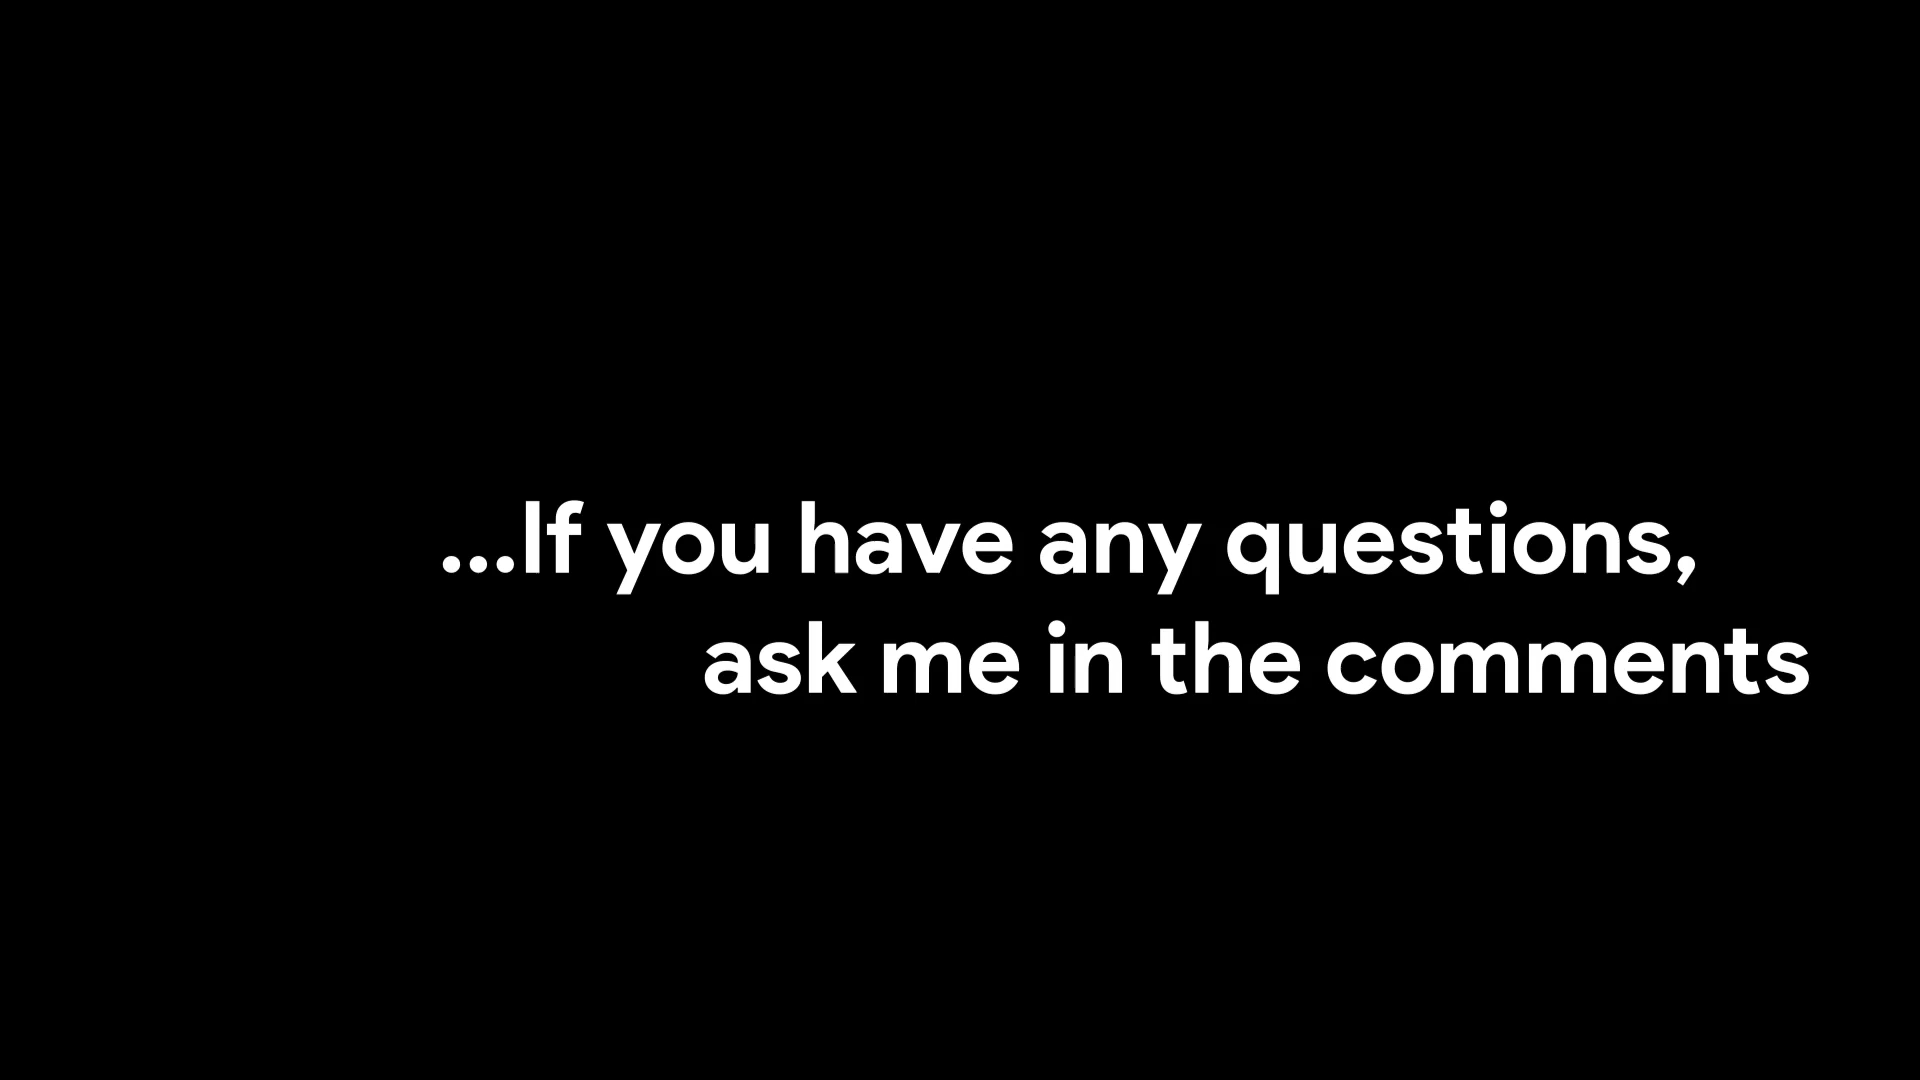 ...If you have any questions,
ask me in the comments